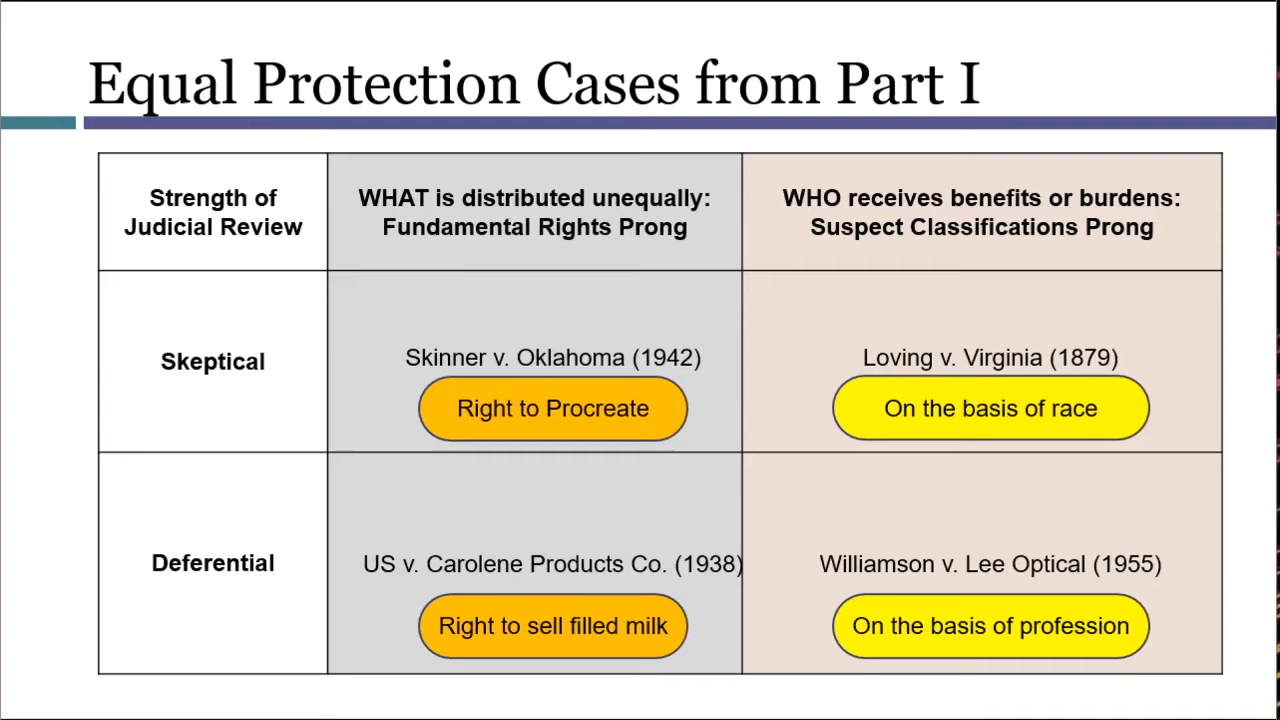 Equal Protection Cases from Part I
Strength of
Judicial Review
WHAT is distributed unequally:
Fundamental Rights Prong
WHO receives benefits or burdens:
Suspect Classifications Prong
Skeptical
Skinner v. Oklahoma (1942)
Right to Procreate
Loving v. Virginia (1879)
On the basis of race
Deferential
US v. Carolene Products Co. (1938)
Right to sell filled milk
Williamson v. Lee Optical (1955)
On the basis of profession